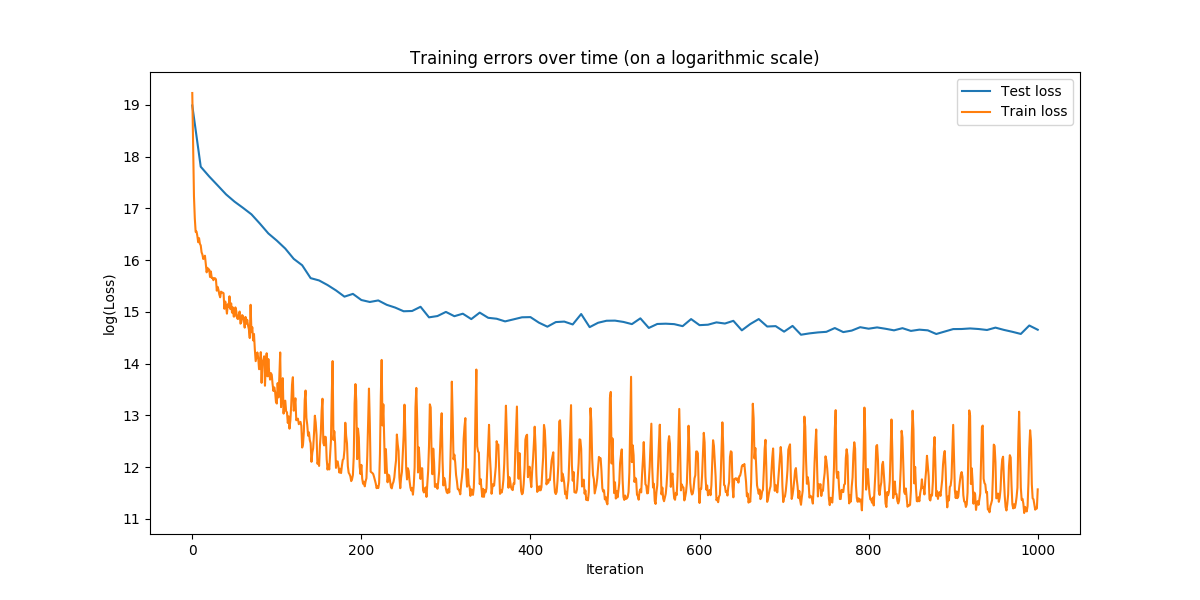 Training errors over time (on a logarithmic scale)
Test loss
Train loss
log(Loss)
19
18
17
16
15
14
13
12
11
0 200 400 600 800 1000
Iteration